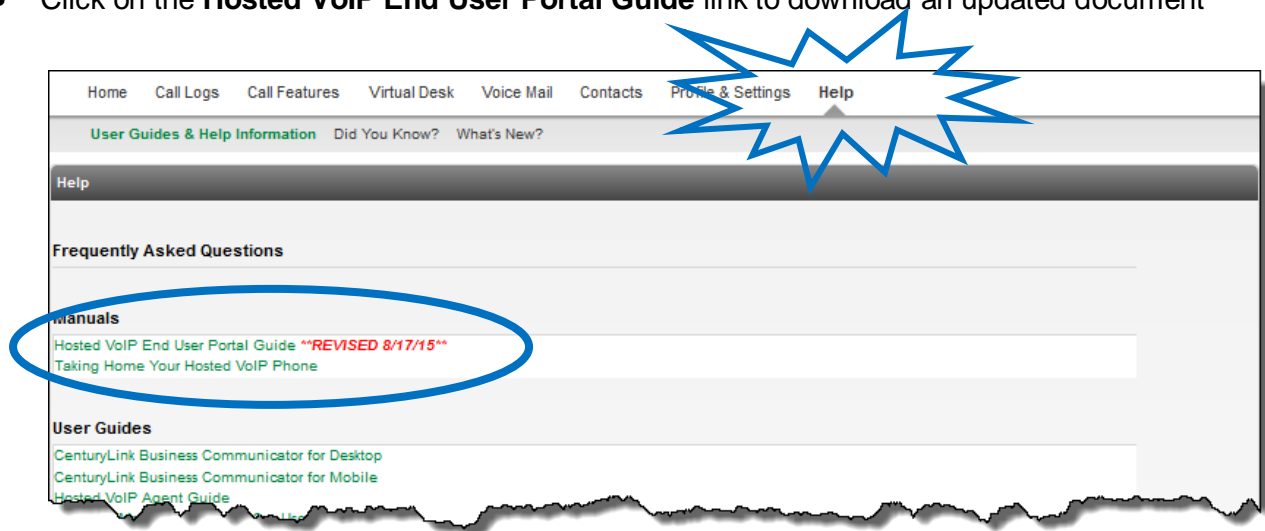 Click on the Hosted VoIP End User Portal Guide link to download an updated document
Home Call Logs Call Features Virtual Desk Voice Mail Contacts Profile & Settings Help
User Guides & Help Information Did You Know? What's New?
Help
Frequently Asked Questions
Manuals
Hosted VoIP End User Portal Guide **REVISED 8/17/15**
Taking Home Your Hosted VoIP Phone
User Guides
CenturyLink Business Communicator for Desktop
CenturyLink Business Communicator for Mobile
Hosted VoIP Agent Guide